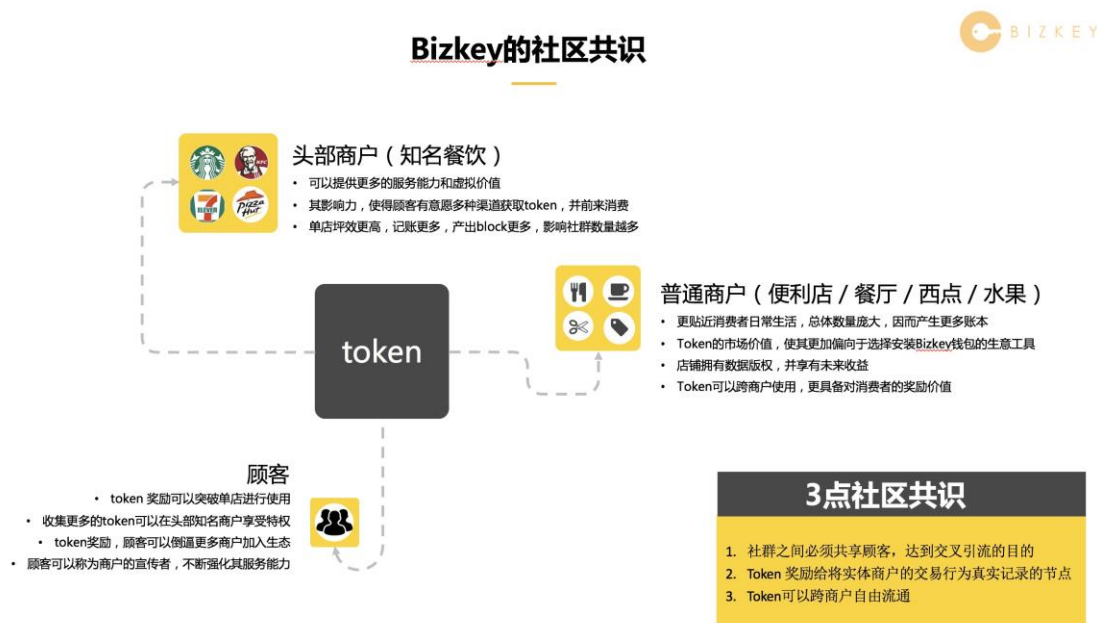 Bizkey的社区共识
BIZKEY
头部商户（知名餐饮）
• 可以提供更多的服务能力和虚拟价值
• 其影响力，使得顾客有意愿多种渠道获取token，并前来消费
• 单店坪效更高，记账更多，产出block更多，影响社群数量越多
KFC
7
ELEVEN
Pizza
Hut
token
普通商户（便利店 / 餐厅 / 西点 / 水果）
• 更贴近消费者日常生活，总体数量庞大，因而产生更多账本
• Token的市场价值，使其更加偏向于选择安装Bizkey钱包的生意工具
• 店铺拥有数据版权，并享有未来收益
• Token可以跨商户使用，更具备对消费者的奖励价值
顾客
• token 奖励可以突破单店进行使用
• 收集更多的token可以在头部知名商户享受特权
• token奖励，顾客可以倒逼更多商户加入生态
• 顾客可以称为商户的宣传者，不断强化其服务能力
3点社区共识
1. 社群之间必须共享顾客，达到交叉引流的目的
2. Token 奖励给将实体商户的交易行为真实记录的节点
3. Token可以跨商户自由流通